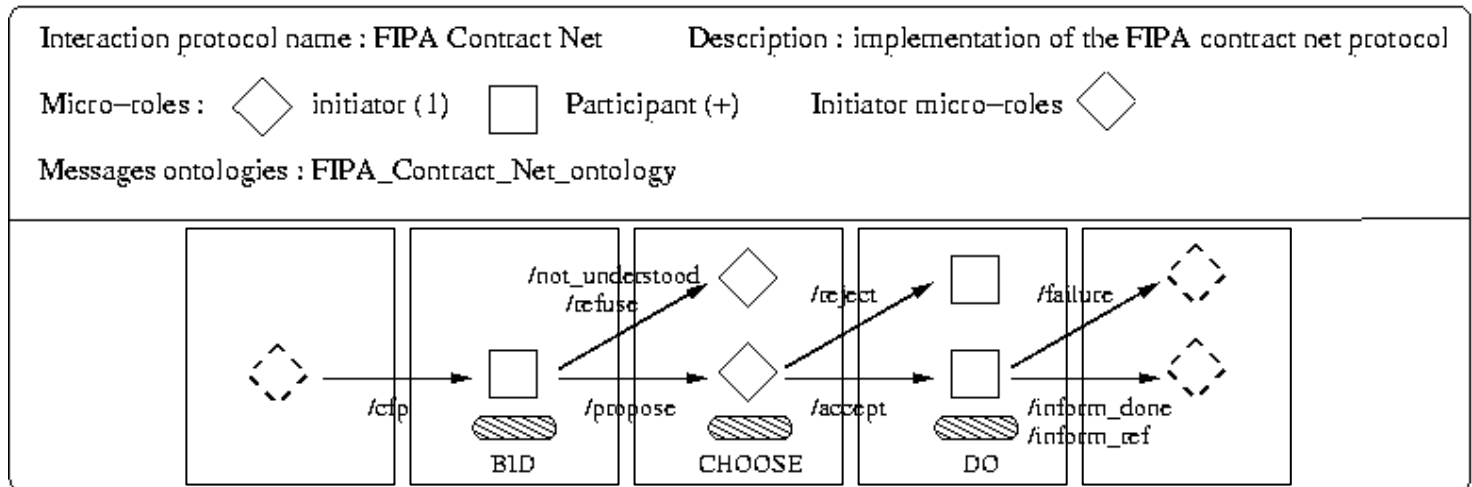 Interaction protocol name : FIPA Contract Net Description : implementation of the FIPA contract net protocol
Micro-roles : initiator (1) Participant (+) Initiator micro-roles
Messages ontologies : FIPA_Contract_Net_ontology
/not_understood
/refuse
/reject
/failure
/cfp
/propose
/accept
/inform_done
/inform_ref
BID
CHOOSE
DO